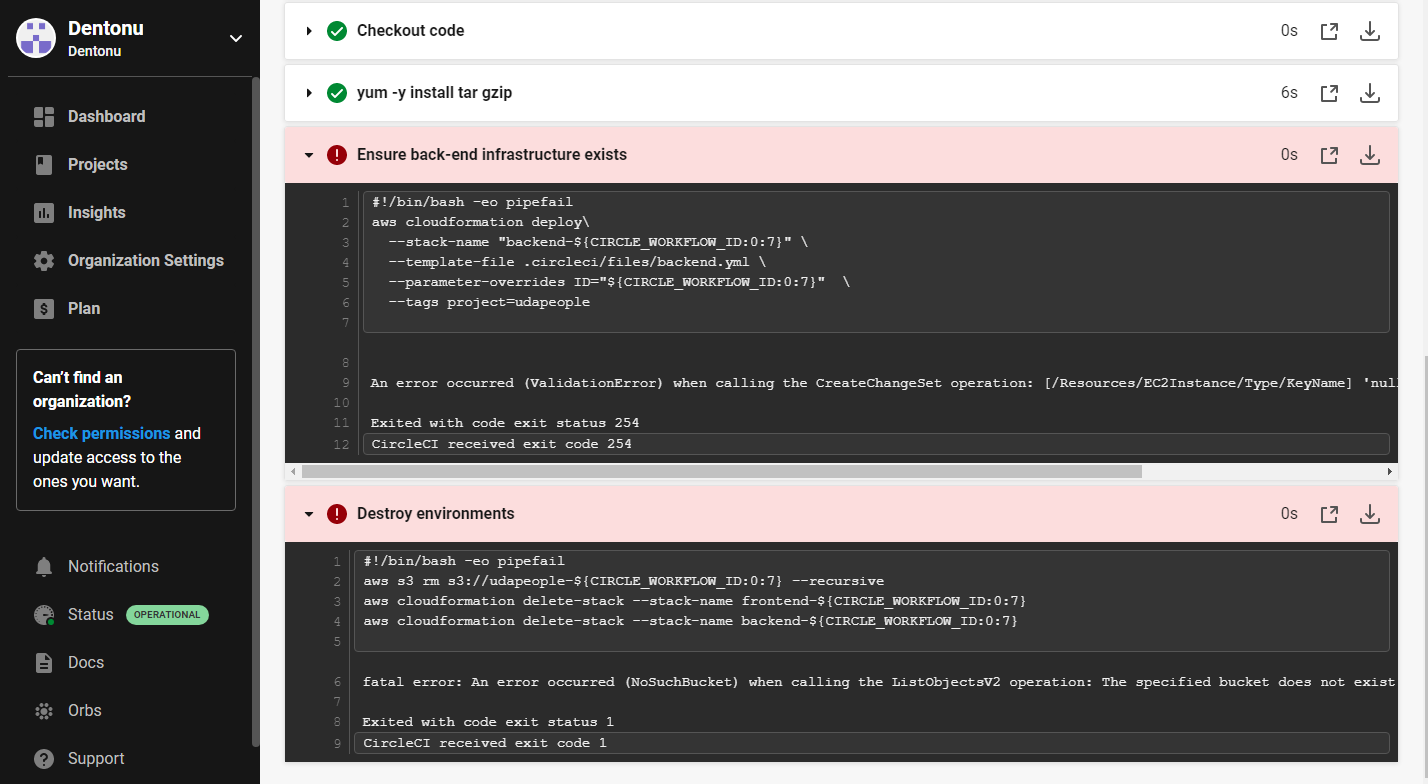 Dentonu
Dentonu
Dashboard
Projects
Insights
Organization Settings
Plan
Can't find an
organization?
Check permissions and
update access to the
ones you want.
Notifications
Status OPERATIONAL
Docs
Orbs
Support
Checkout code 0s
yum -y install tar gzip 6s
Ensure back-end infrastructure exists 0s
1 #!/bin/bash -eo pipefail
2 aws cloudformation deploy\
3 --stack-name "backend-${CIRCLE_WORKFLOW_ID:0:7}" \
4 --template-file .circleci/files/backend.yml \
5 --parameter-overrides ID="${CIRCLE_WORKFLOW_ID:0:7}"  \
6 --tags project=udapeople
7
8
9 An error occurred (ValidationError) when calling the CreateChangeSet operation: [/Resources/EC2Instance/Type/KeyName] 'null
10
11 Exited with code exit status 254
12 CircleCI received exit code 254
Destroy environments 0s
1 #!/bin/bash -eo pipefail
2 aws s3 rm s3://udapeople-${CIRCLE_WORKFLOW_ID:0:7} --recursive
3 aws cloudformation delete-stack --stack-name frontend-${CIRCLE_WORKFLOW_ID:0:7}
4 aws cloudformation delete-stack --stack-name backend-${CIRCLE_WORKFLOW_ID:0:7}
5
6 fatal error: An error occurred (NoSuchBucket) when calling the ListObjectsV2 operation: The specified bucket does not exist
7
8 Exited with code exit status 1
9 CircleCI received exit code 1